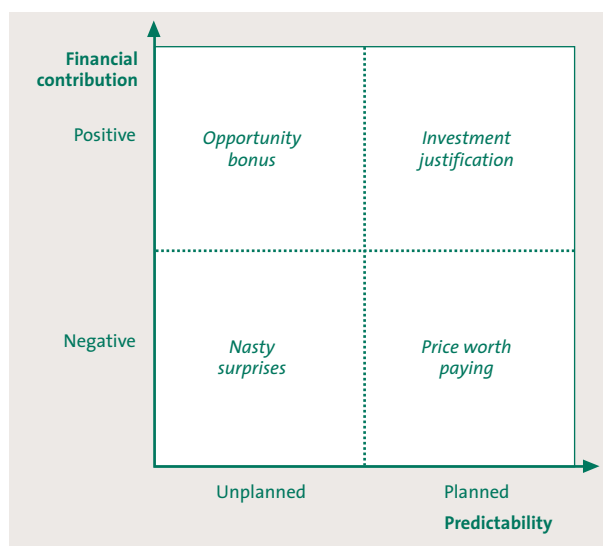 Financial
contribution
Positive
Opportunity
bonus
Investment
justification
Negative
Nasty
surprises
Price worth
paying
Unplanned
Planned
Predictability